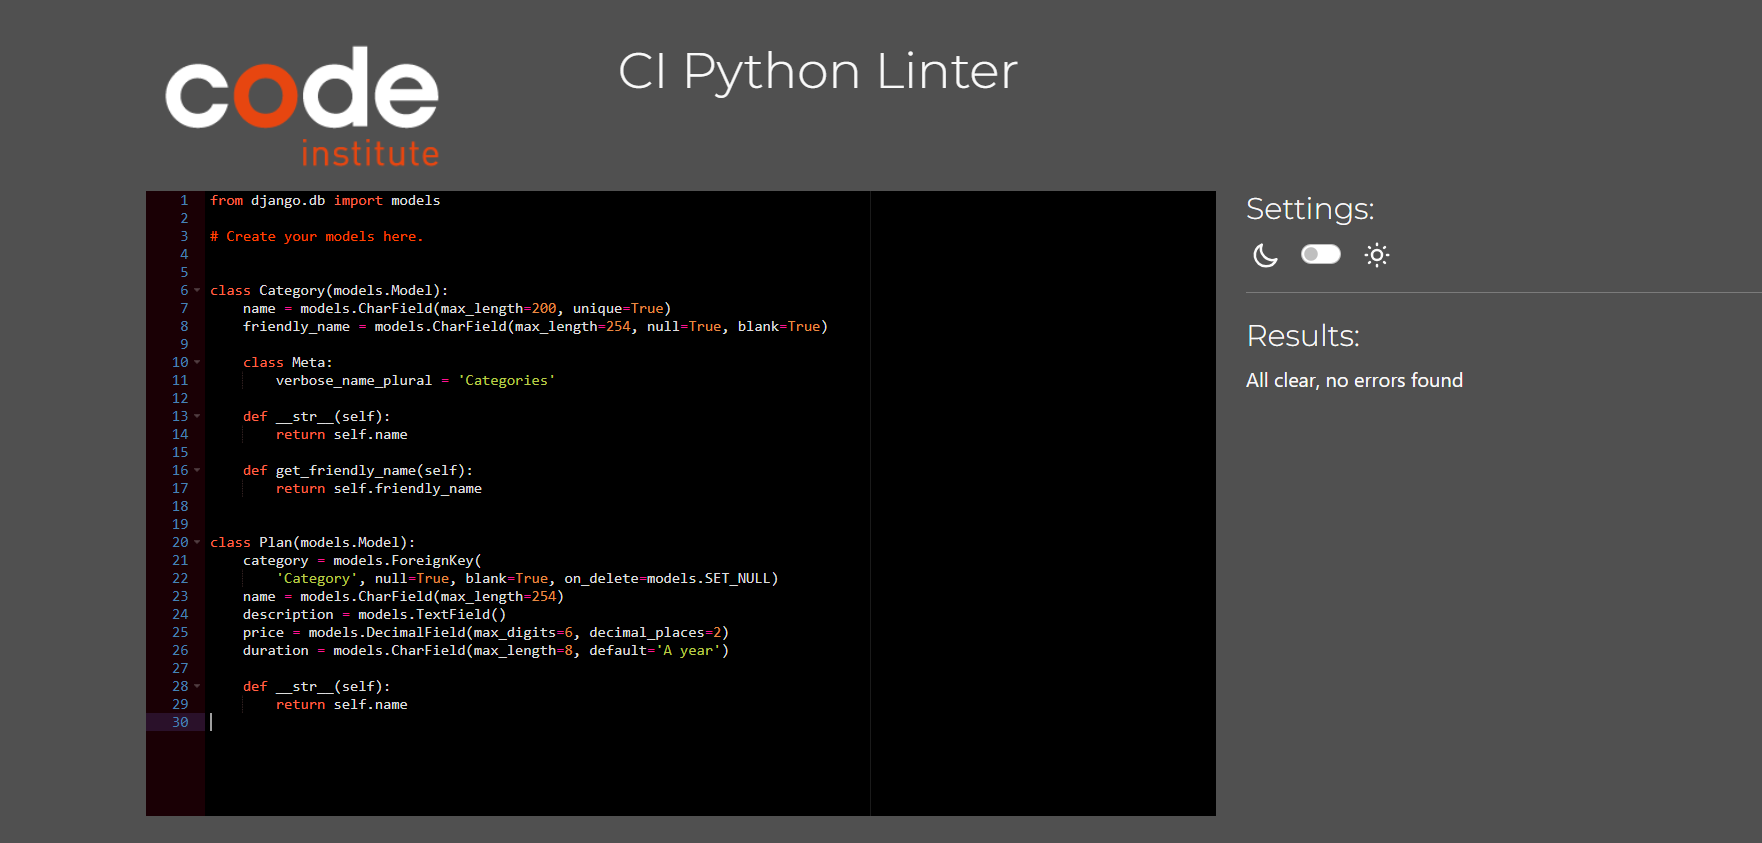 code
institute
CI Python Linter
1 from django.db import models
2
3 # Create your models here.
4
5
6 class Category(models.Model):
7     name = models.CharField(max_length=200, unique=True)
8     friendly_name = models.CharField(max_length=254, null=True, blank=True)
9
10     class Meta:
11         verbose_name_plural = 'Categories'
12
13     def __str__(self):
14         return self.name
15
16     def get_friendly_name(self):
17         return self.friendly_name
18
19
20 class Plan(models.Model):
21     category = models.ForeignKey(
22         'Category', null=True, blank=True, on_delete=models.SET_NULL)
23     name = models.CharField(max_length=254)
24     description = models.TextField()
25     price = models.DecimalField(max_digits=6, decimal_places=2)
26     duration = models.CharField(max_length=8, default='A year')
27
28     def __str__(self):
29         return self.name
30
Settings:
Results:
All clear, no errors found